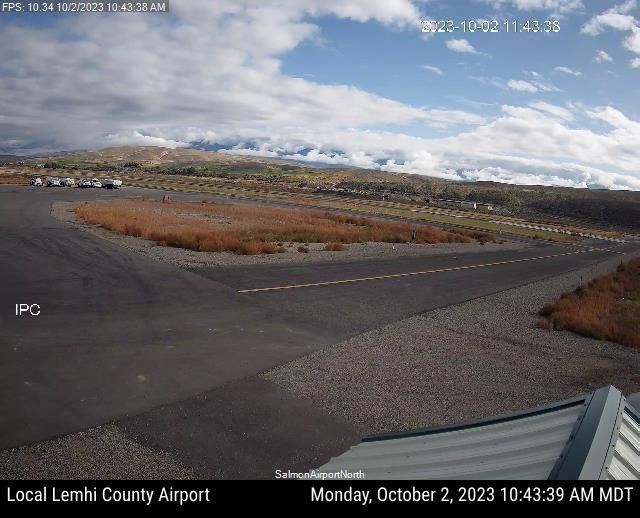 FPS: 10.34 10/2/2023 10:43:38 AM
2023-10-02 11:43:38
IPC
SalmonAirportNorth
Local Lemhi County Airport Monday, October 2, 2023 10:43:39 AM MDT